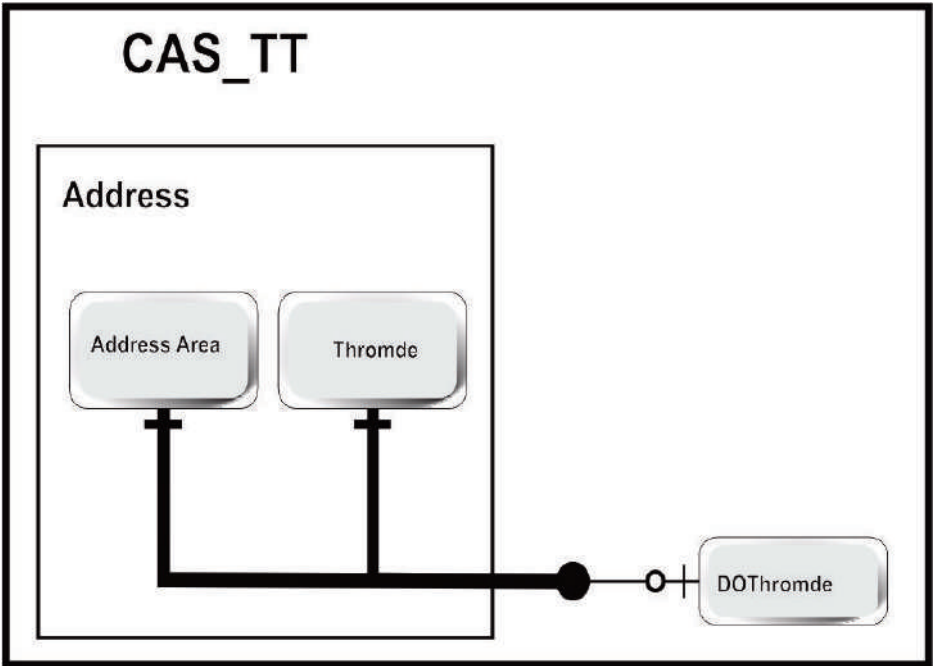 CAS_TT
Address
Address Area
Thromde
DOThromde